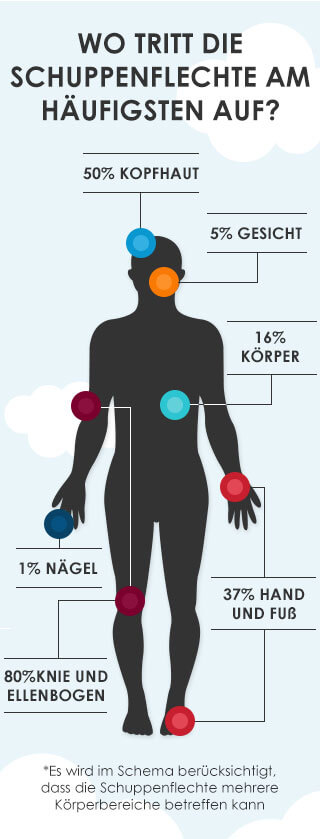 WO TRITT DIE
SCHUPPENFLECHTE AM
HÄUFIGSTEN AUF?
50% KOPFHAUT
5% GESICHT
16%
KÖRPER
1% NÄGEL
37% HAND
UND FUß
80%KNIE UND
ELLENBOGEN
*Es wird im Schema berücksichtigt,
dass die Schuppenflechte mehrere
Körperbereiche betreffen kann